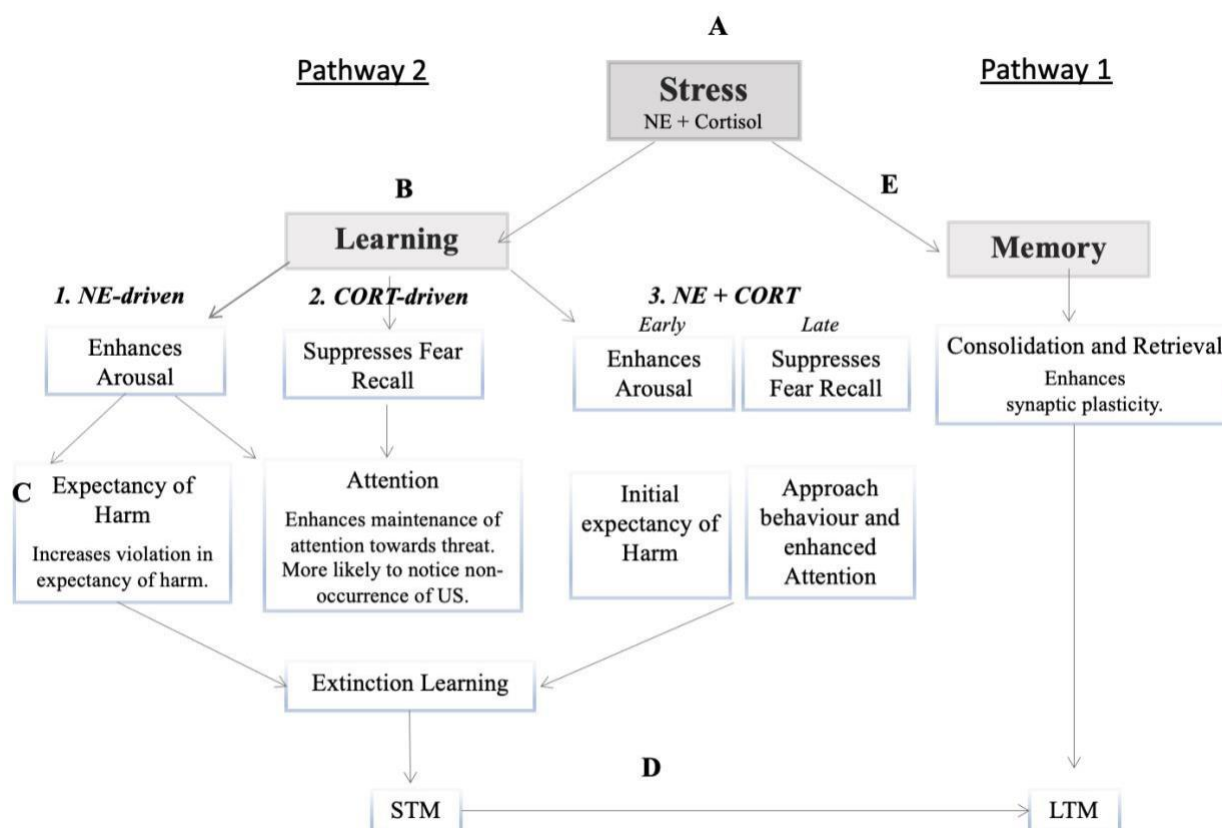 A
Pathway 2
Pathway 1
Stress
NE + Cortisol
B
E
Learning
Memory
1. NE-driven
2. CORT-driven
3. NE + CORT
Early
Late
Enhances
Arousal
Suppresses Fear
Recall
Enhances
Arousal
Suppresses
Fear Recall
Consolidation and Retrieval
Enhances
synaptic plasticity.
C
Expectancy of
Harm
Increases violation in
expectancy of harm.
Attention
Enhances maintenance of
attention towards threat.
More likely to notice non-
occurrence of US.
Initial
expectancy of
Harm
Approach
behaviour and
enhanced
Attention
Extinction Learning
D
STM
LTM